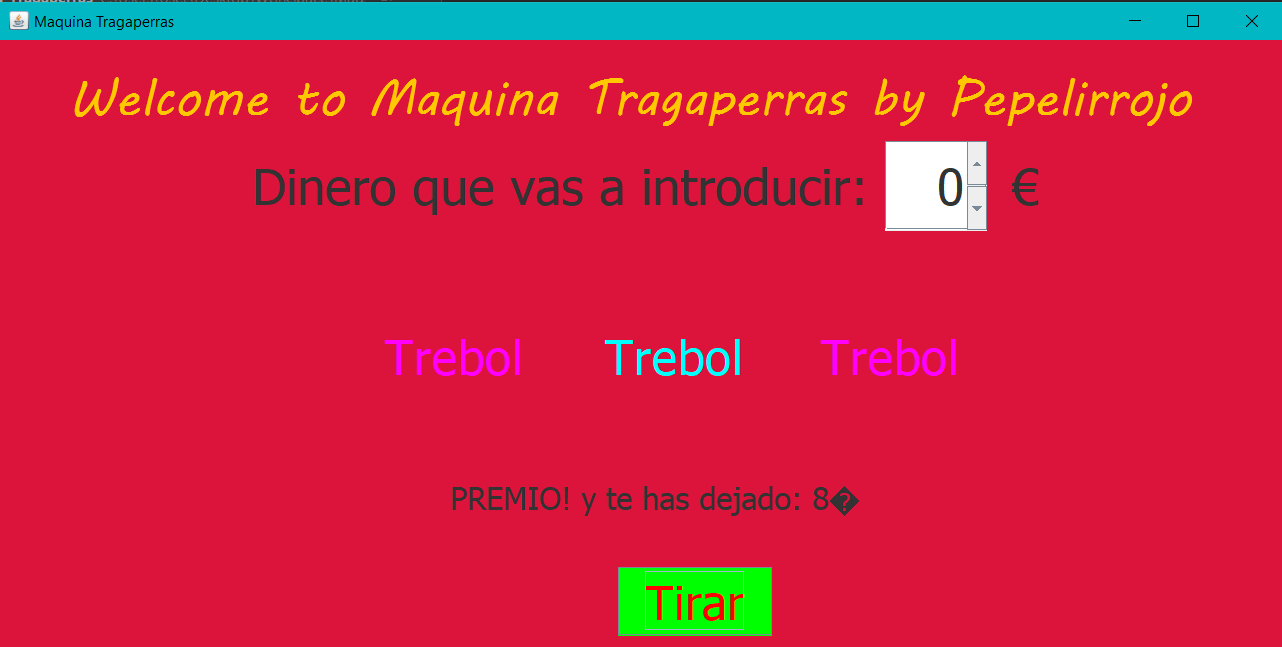 Maquina Tragaperras
Welcome to Maquina Tragaperras by Pepelirrojo
Dinero que vas a introducir: 0 €
Trebol Trebol Trebol
PREMIO! y te has dejado: 8�
Tirar